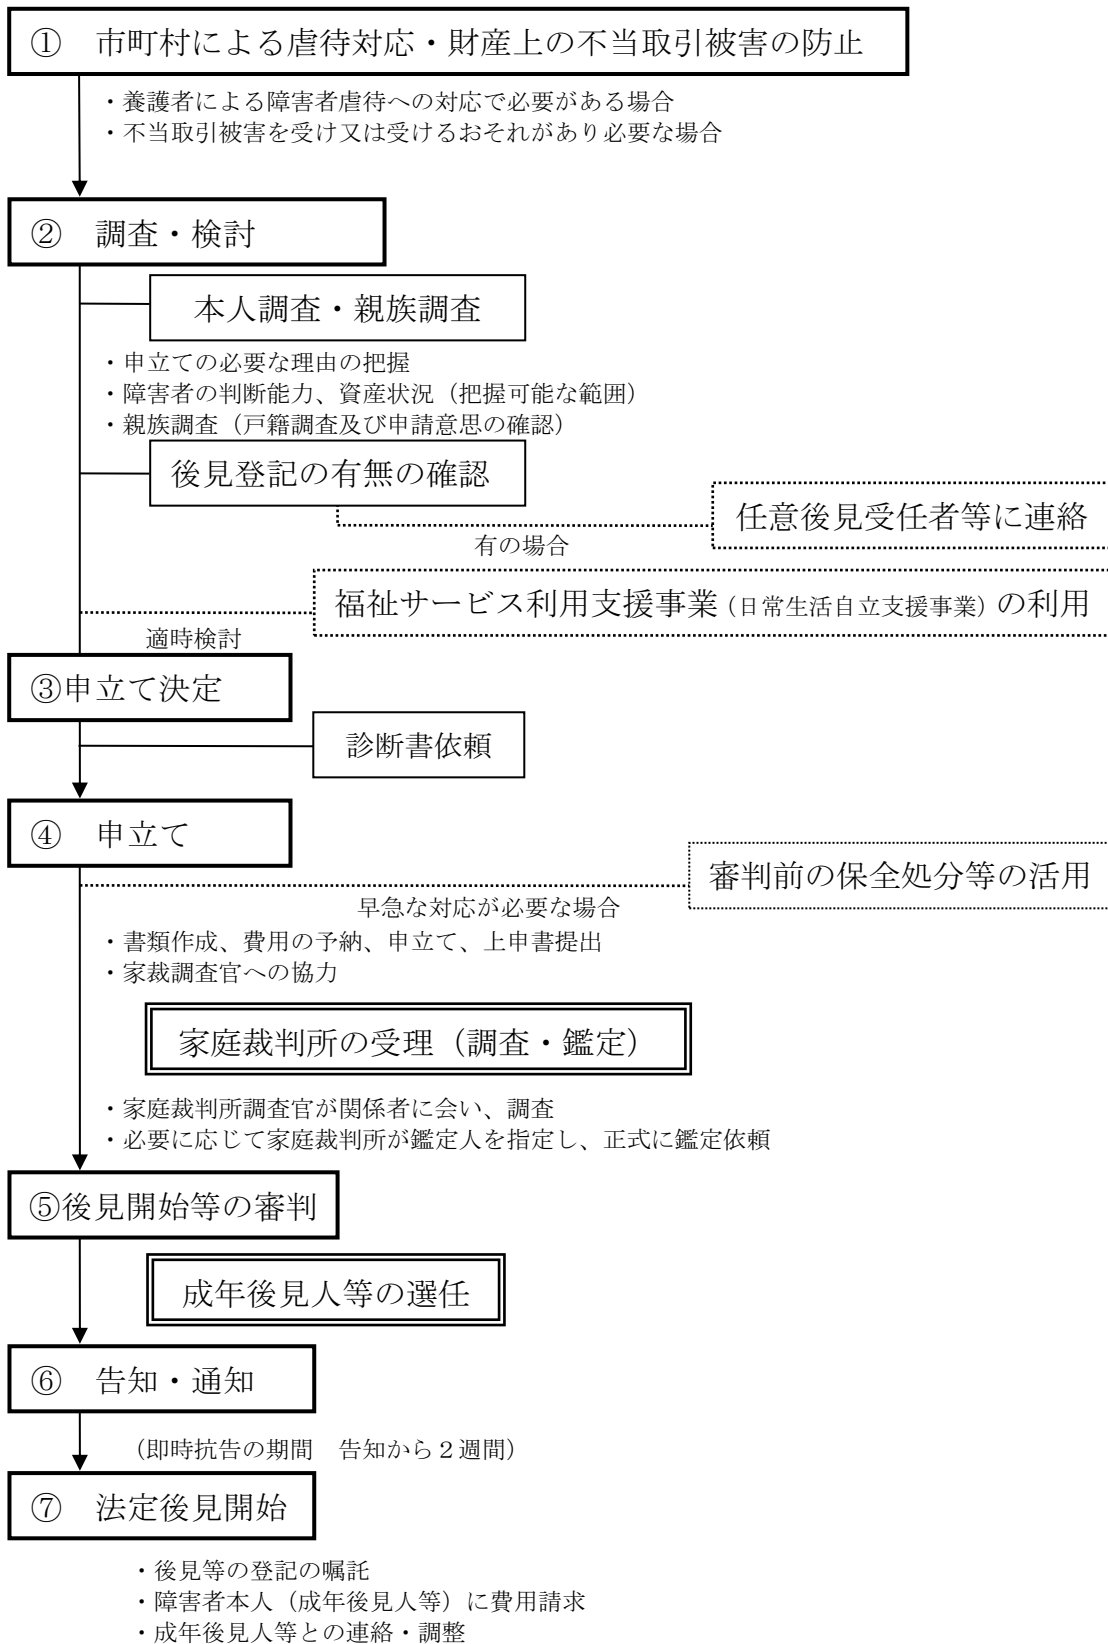 ①　市町村による虐待対応・財産上の不当取引被害の防止
・養護者による障害者虐待への対応で必要がある場合
・不当取引被害を受け又は受けるおそれがあり必要な場合
②　調査・検討
本人調査・親族調査
・申立ての必要な理由の把握
・障害者の判断能力、資産状況（把握可能な範囲）
・親族調査（戸籍調査及び申請意思の確認）
後見登記の有無の確認
任意後見受任者等に連絡
有の場合
福祉サービス利用支援事業（日常生活自立支援事業）の利用
適時検討
③申立て決定
診断書依頼
④　申立て
審判前の保全処分等の活用
早急な対応が必要な場合
・書類作成、費用の予納、申立て、上申書提出
・家裁調査官への協力
家庭裁判所の受理（調査・鑑定）
・家庭裁判所調査官が関係者に会い、調査
・必要に応じて家庭裁判所が鑑定人を指定し、正式に鑑定依頼
⑤後見開始等の審判
成年後見人等の選任
⑥　告知・通知
（即時抗告の期間　告知から２週間）
⑦　法定後見開始
・後見等の登記の嘱託
・障害者本人（成年後見人等）に費用請求
・成年後見人等との連絡・調整